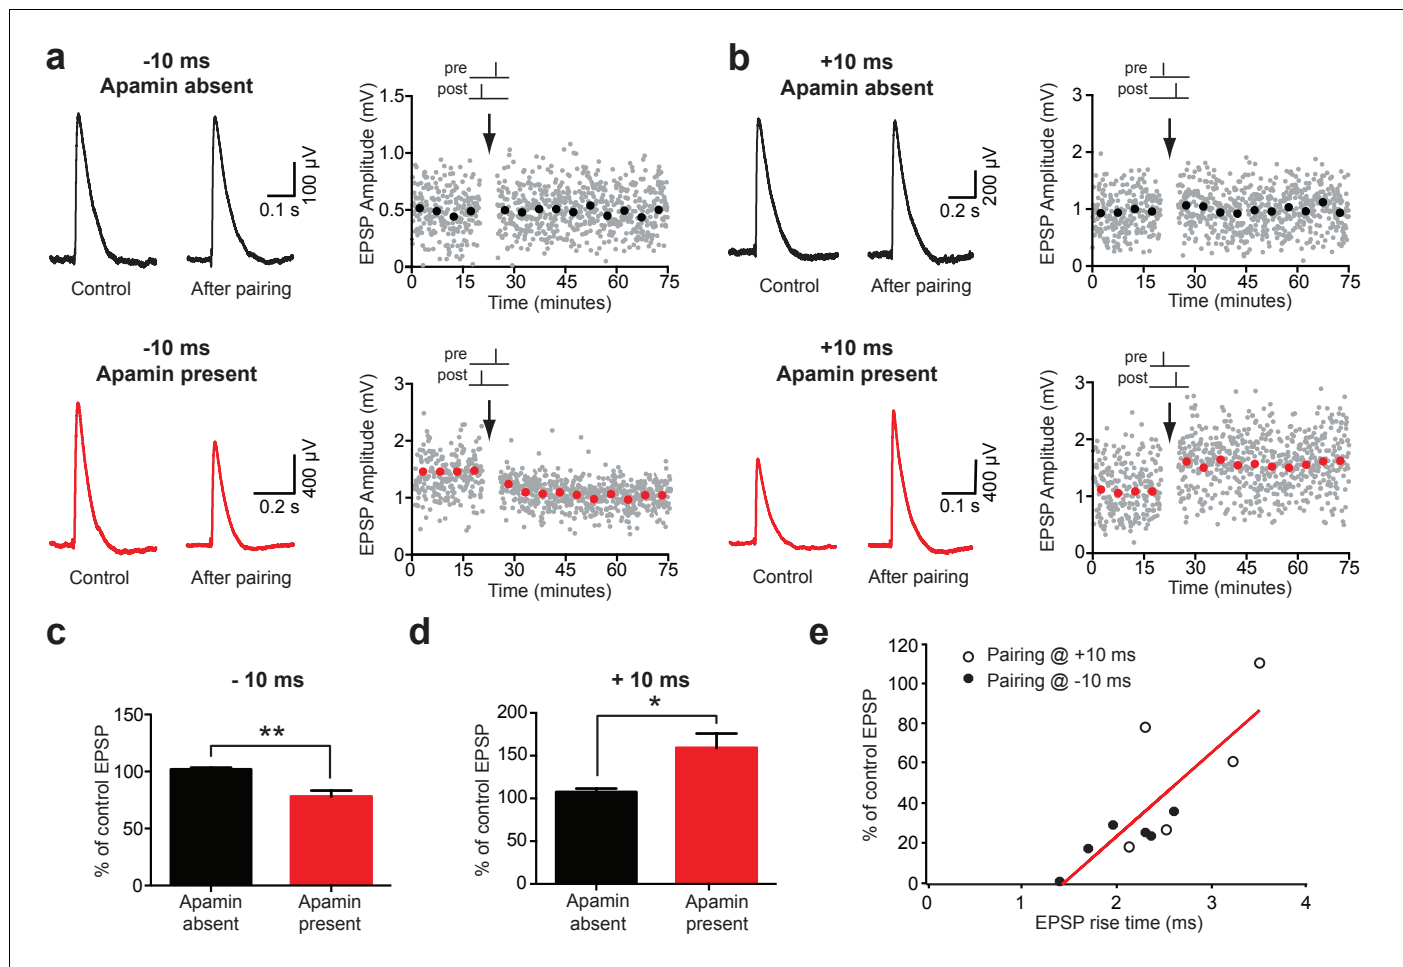 a
-10 ms
Apamin absent
100 µV
0.1 s
Control
After pairing
pre
post
EPSP Amplitude (mV)
1.5
1.0
0.5
0
0 15 30 45 60 75
Time (minutes)
-10 ms
Apamin present
400 µV
0.2 s
Control
After pairing
pre
post
EPSP Amplitude (mV)
3
2
1
0
0 15 30 45 60 75
Time (minutes)
b
+10 ms
Apamin absent
200 µV
0.2 s
Control
After pairing
pre
post
EPSP Amplitude (mV)
3
2
1
0
0 15 30 45 60 75
Time (minutes)
+10 ms
Apamin present
400 µV
0.1 s
Control
After pairing
pre
post
EPSP Amplitude (mV)
3
2
1
0
0 15 30 45 60 75
Time (minutes)
c
- 10 ms
% of control EPSP
150
100
50
0
**
Apamin
absent
Apamin
present
d
+ 10 ms
% of control EPSP
200
150
100
50
0
*
Apamin
absent
Apamin
present
e
Pairing @ +10 ms
Pairing @ -10 ms
% of control EPSP
120
100
80
60
40
20
0
0 1 2 3 4
EPSP rise time (ms)